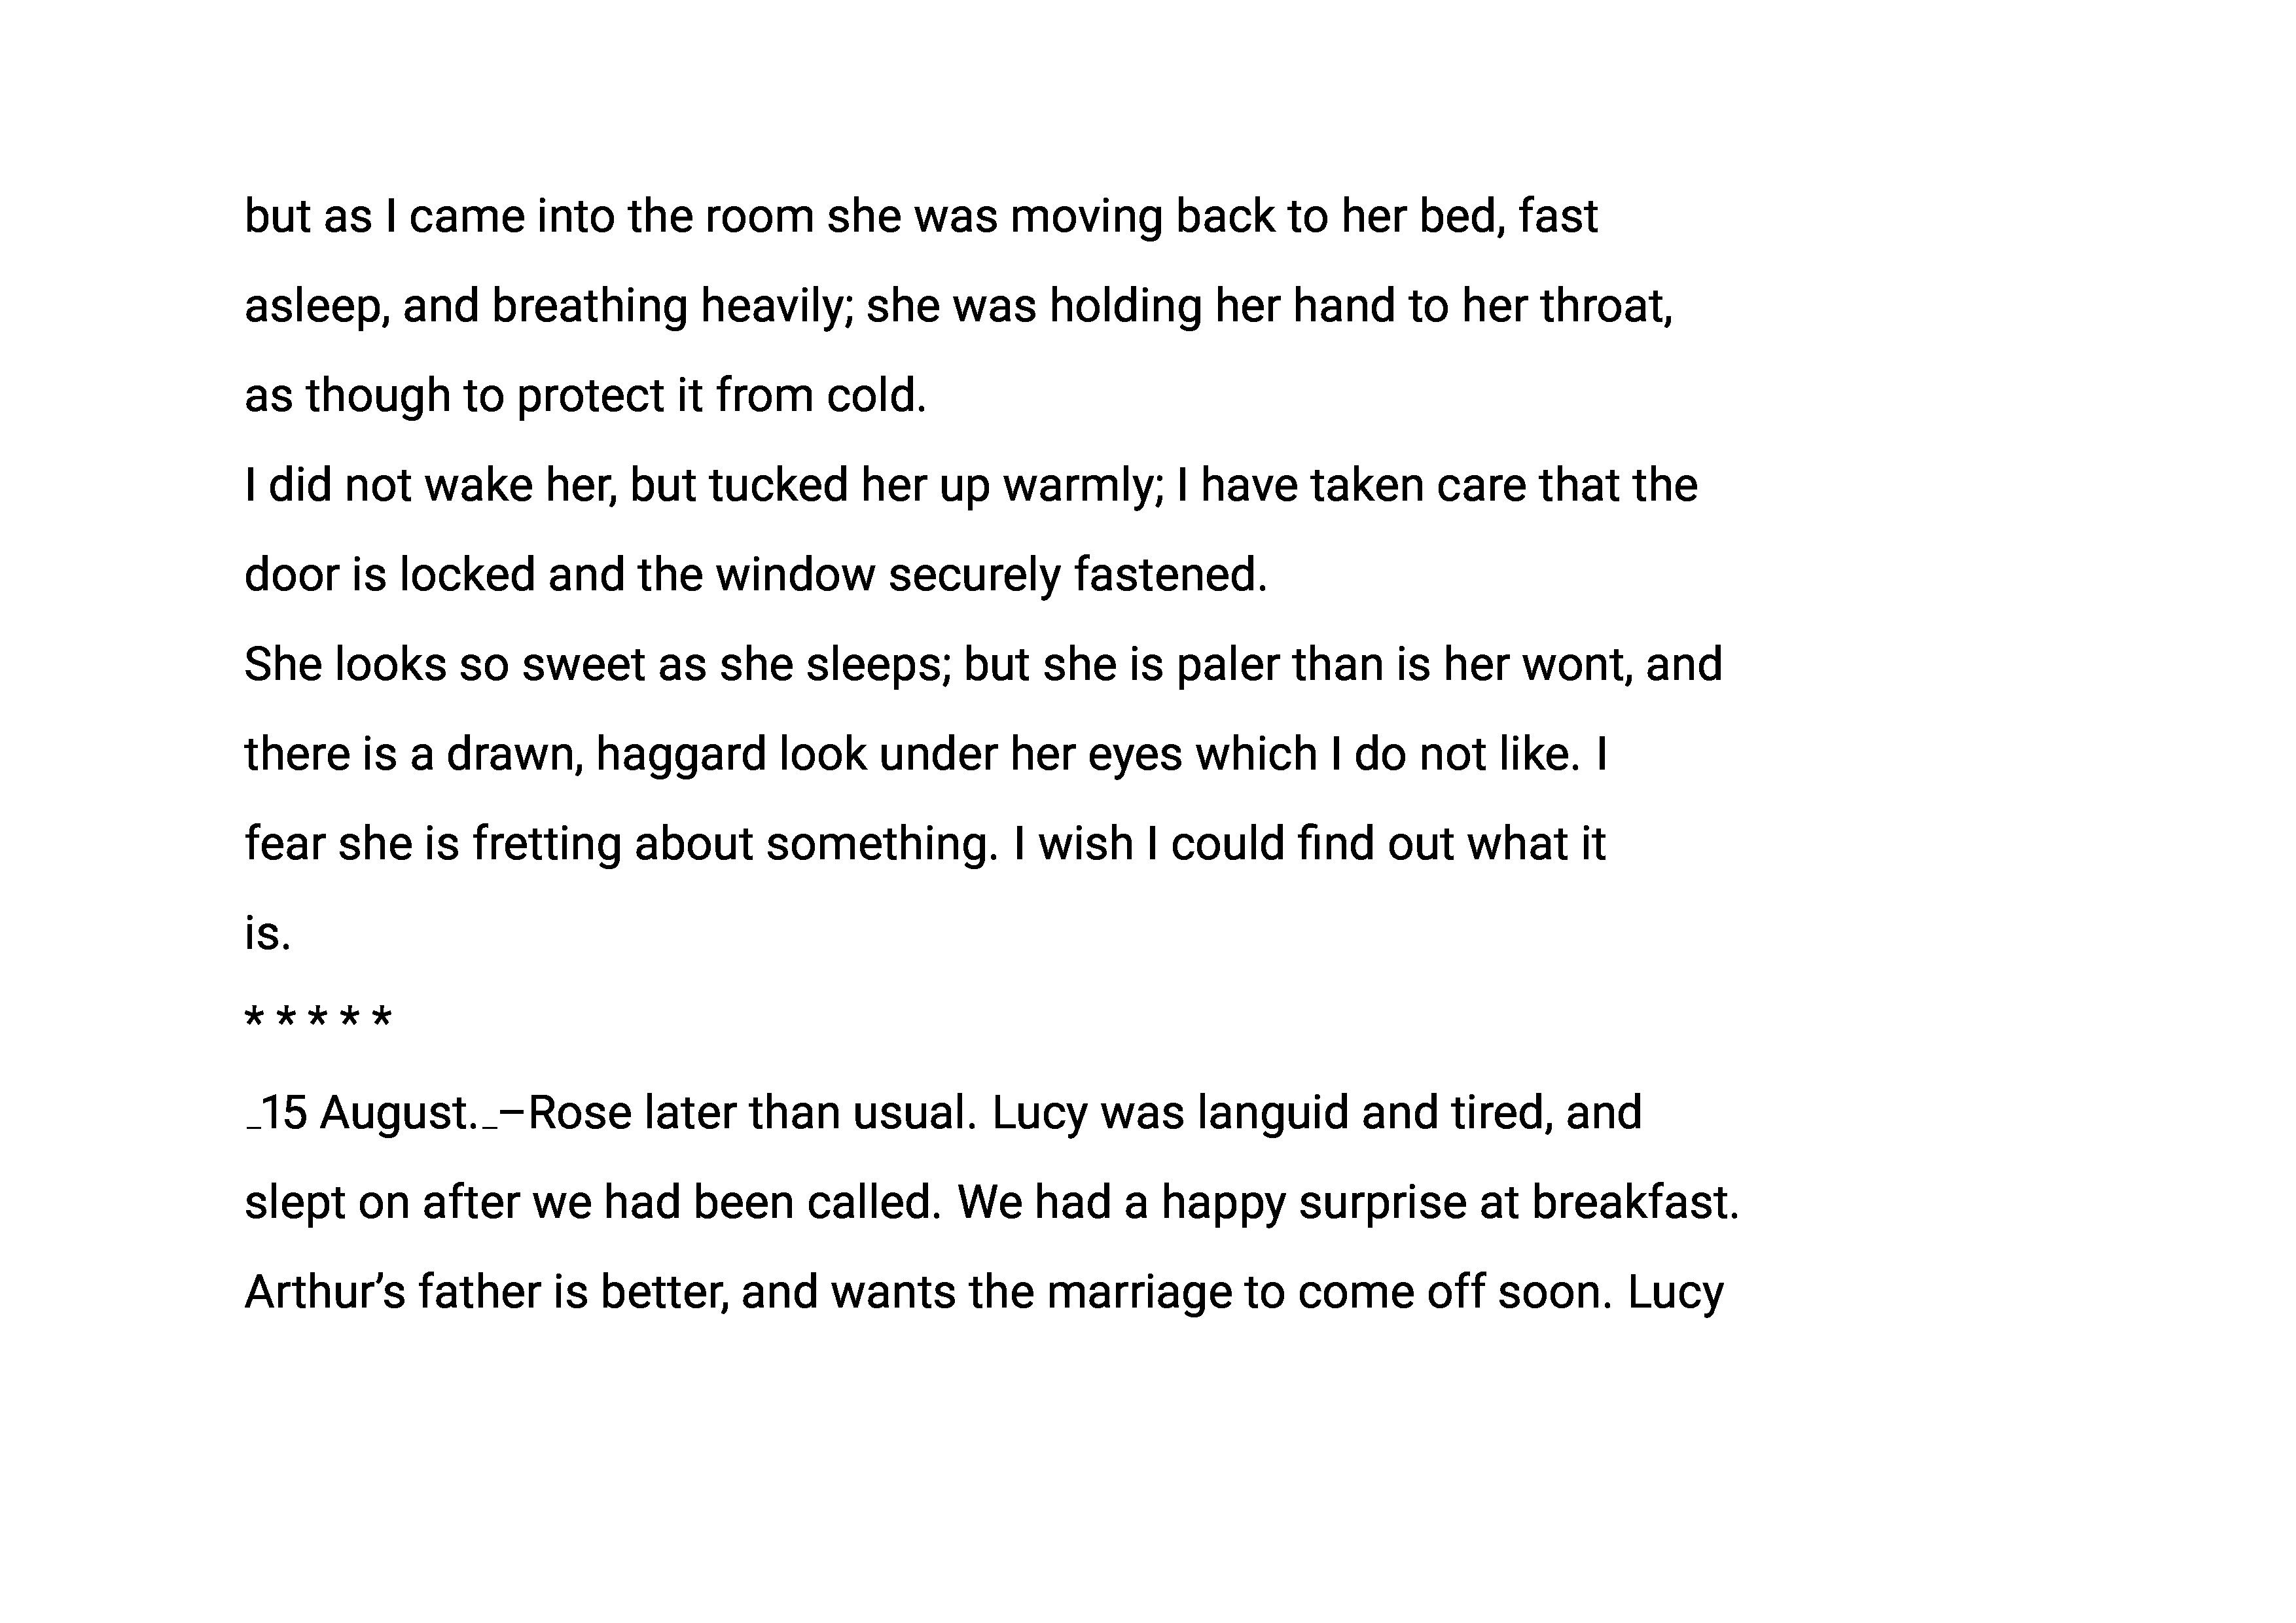 but as I came into the room she was moving back to her bed, fast
asleep, and breathing heavily; she was holding her hand to her throat,
as though to protect it from cold.
I did not wake her, but tucked her up warmly; I have taken care that the
door is locked and the window securely fastened.
She looks so sweet as she sleeps; but she is paler than is her wont, and
there is a drawn, haggard look under her eyes which I do not like. I
fear she is fretting about something. I wish I could find out what it
is.
* * * * *
_15 August._–Rose later than usual. Lucy was languid and tired, and
slept on after we had been called. We had a happy surprise at breakfast.
Arthur’s father is better, and wants the marriage to come off soon. Lucy